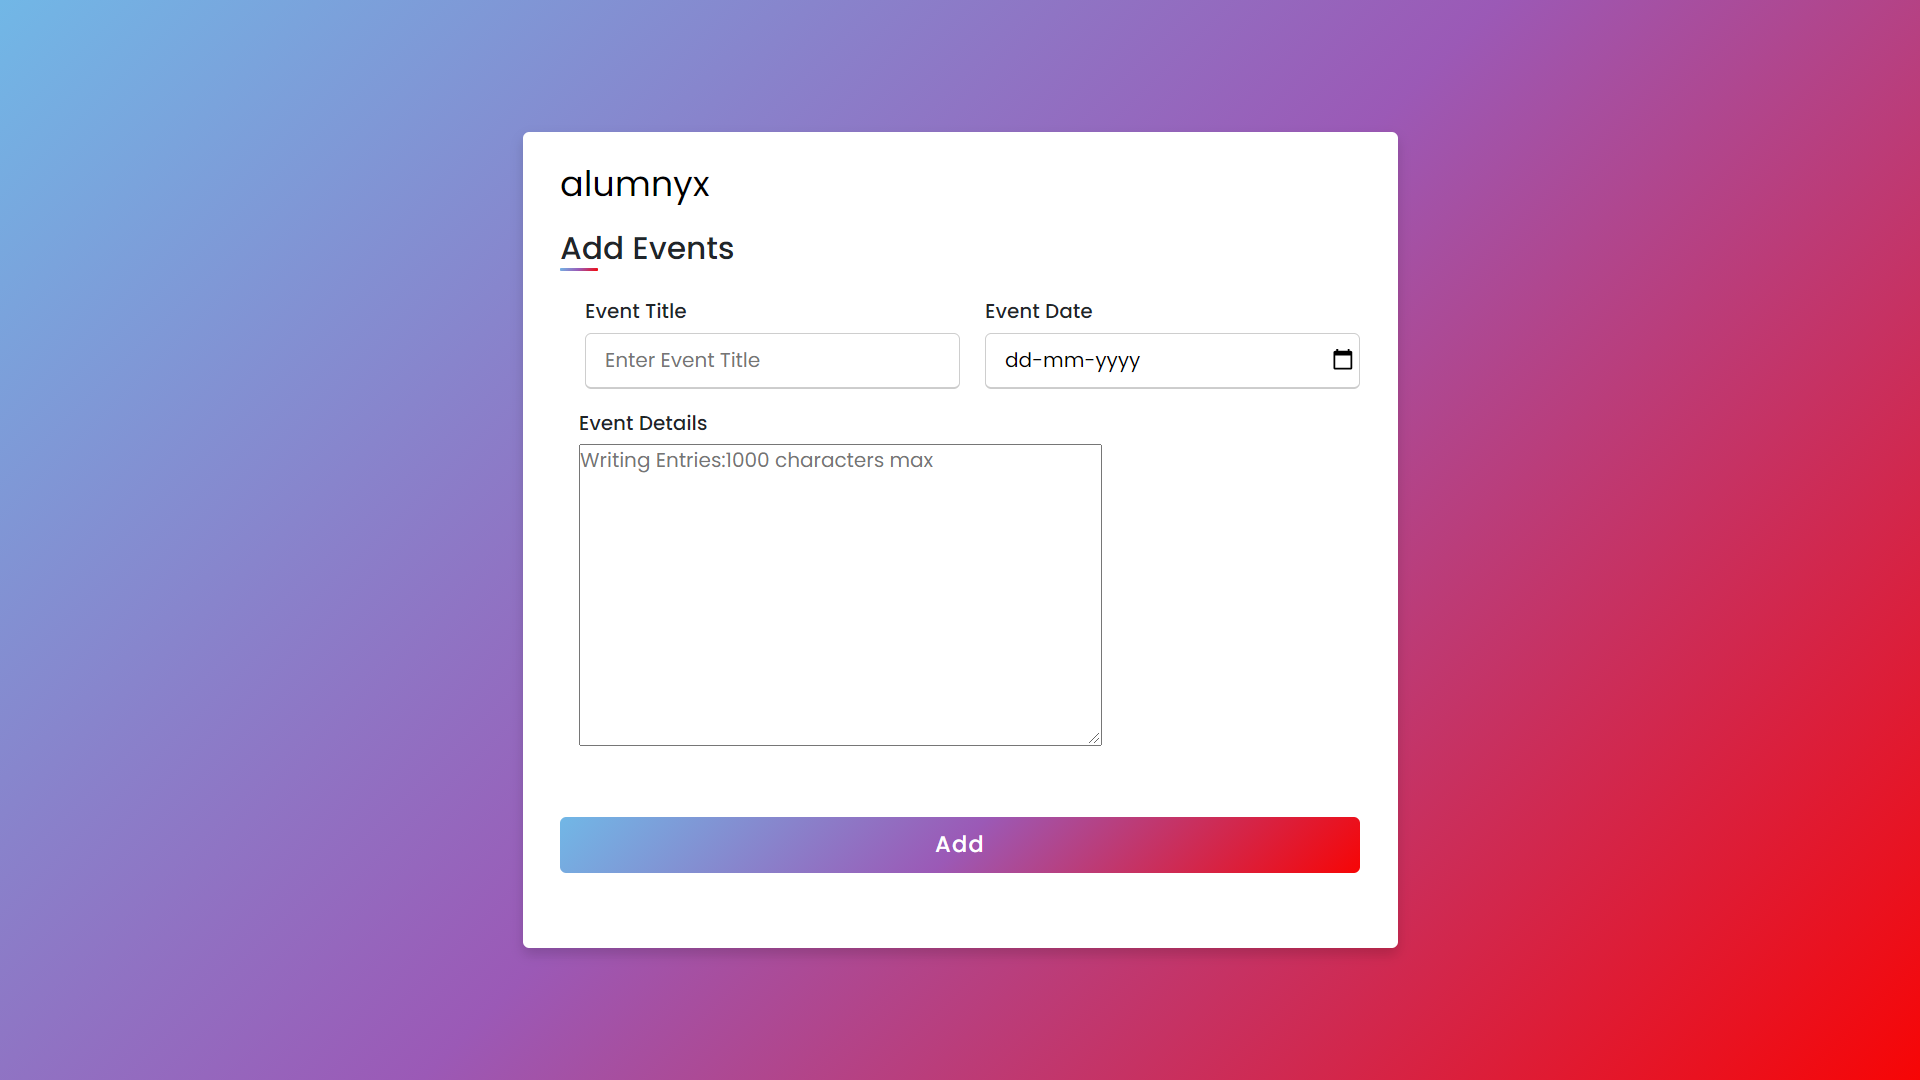 alumnyx
Add Events
Event Title
Event Date
Enter Event Title
dd-mm-yyyy
Event Details
Writing Entries:1000 characters max
Add